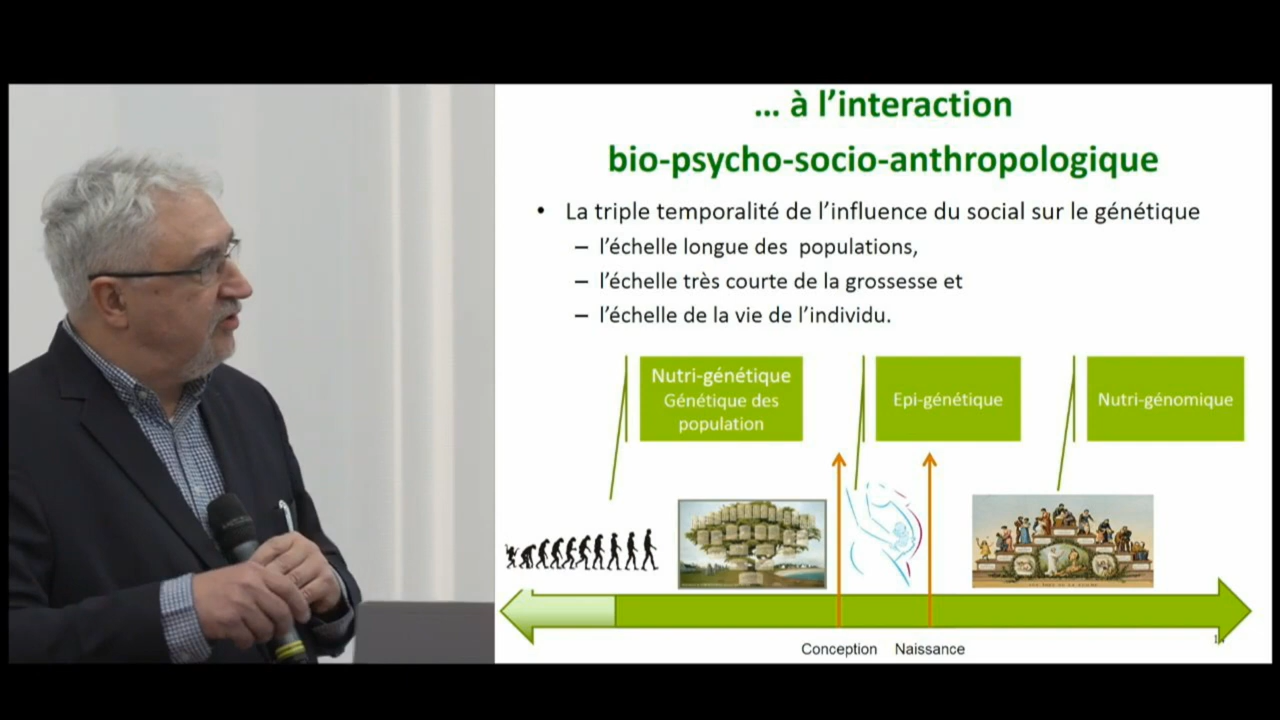 ... à l'interaction
bio-psycho-socio-anthropologique
• La triple temporalité de l'influence du social sur le génétique
– l'échelle longue des populations,
– l'échelle très courte de la grossesse et
– l'échelle de la vie de l'individu.
Nutri-génétique
Génétique des
population
Epi-génétique
Nutri-génomique
Conception Naissance